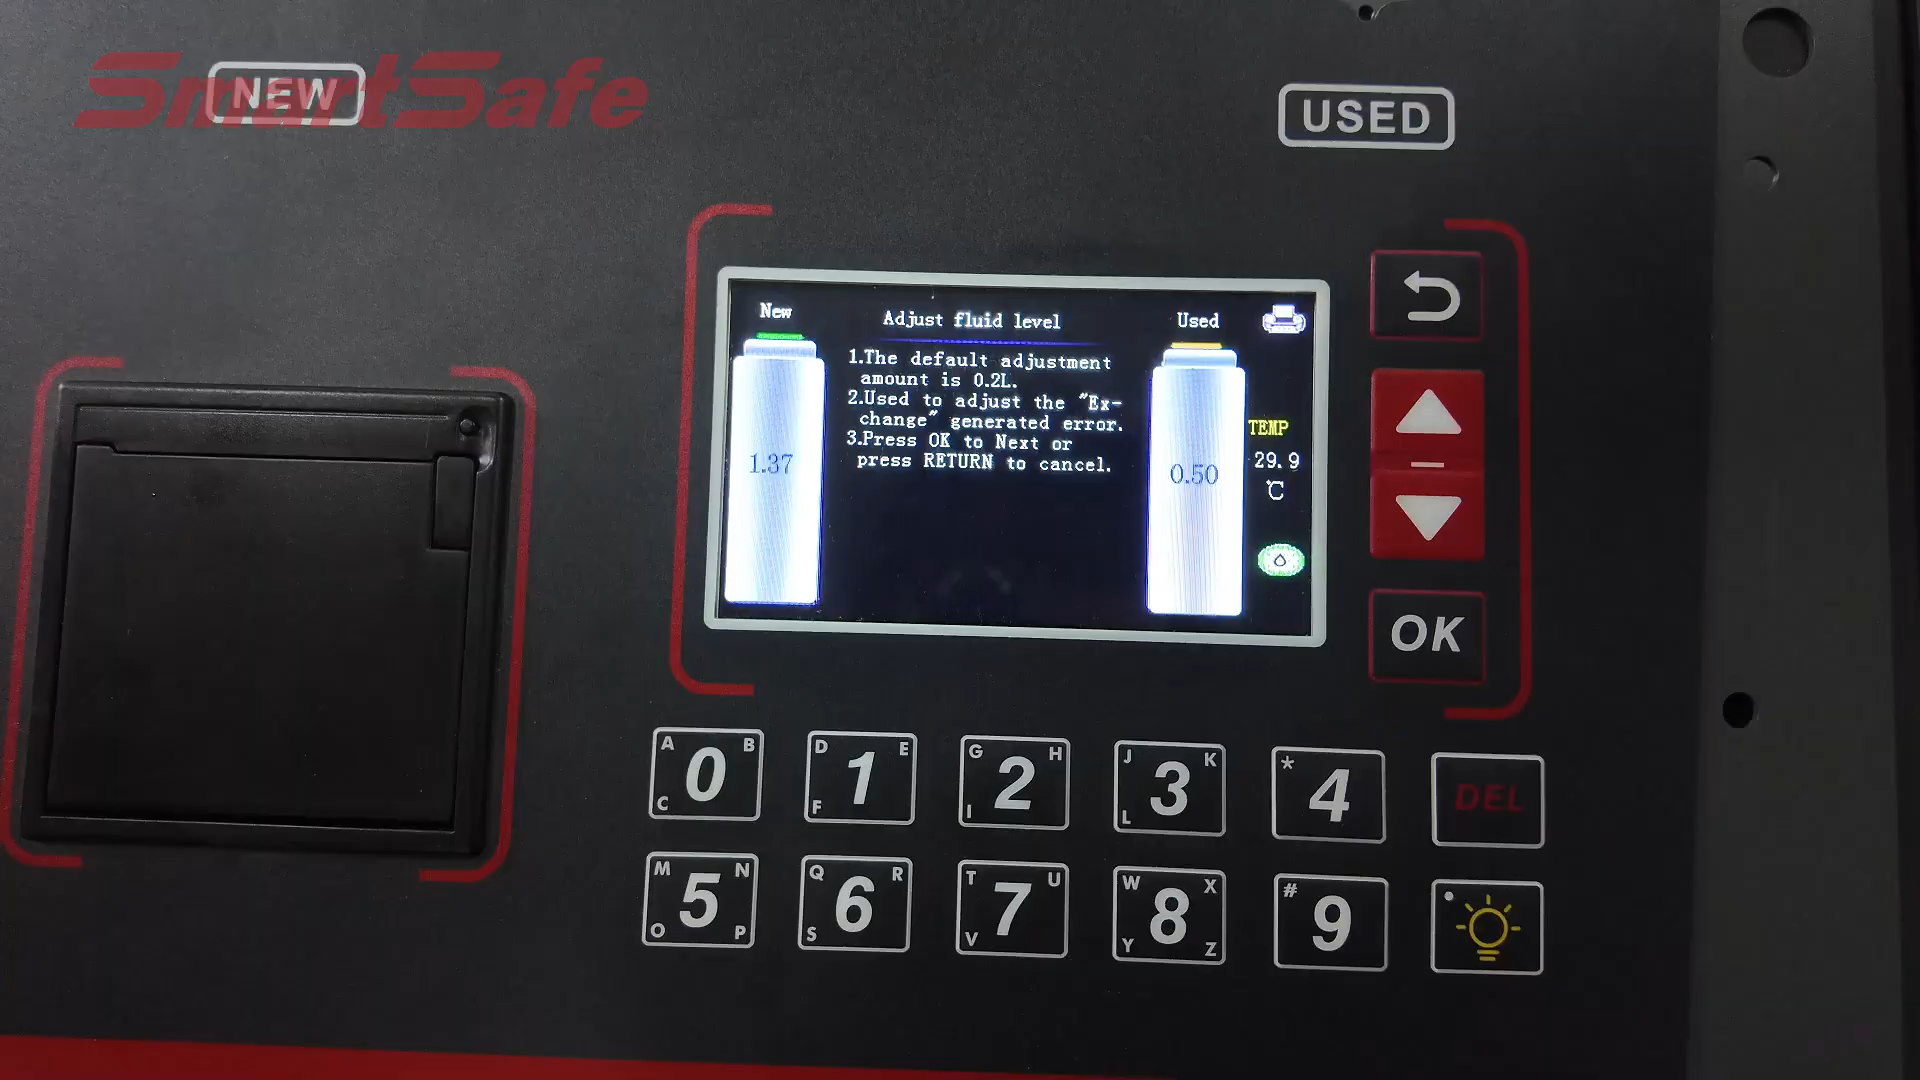 SmartSafe
NEW
USED
New
Adjust fluid level
Used
1.The default adjustment
amount is 0.2L.
2.Used to adjust the "Ex-
change" generated error.
3.Press OK to Next or
press RETURN to cancel.
1.37
0.50
TEMP
29.9
℃
OK
A B 0 C
D E 1 F
G H 2 I
J K 3 L
* 4
DEL
M N 5 O P
Q R 6 S
T U 7 V
W X 8 Y Z
# 9